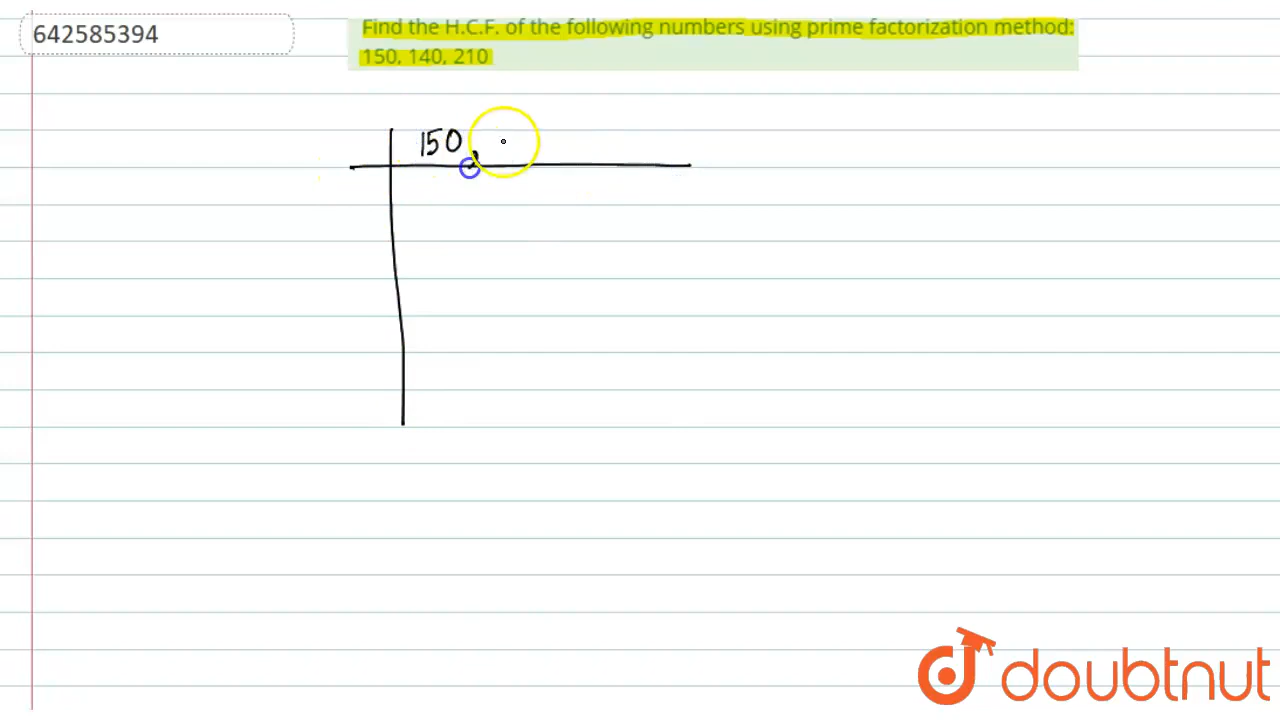 642585394
Find the H.C.F. of the following numbers using prime factorization method:
150, 140, 210
150,
doubtnut